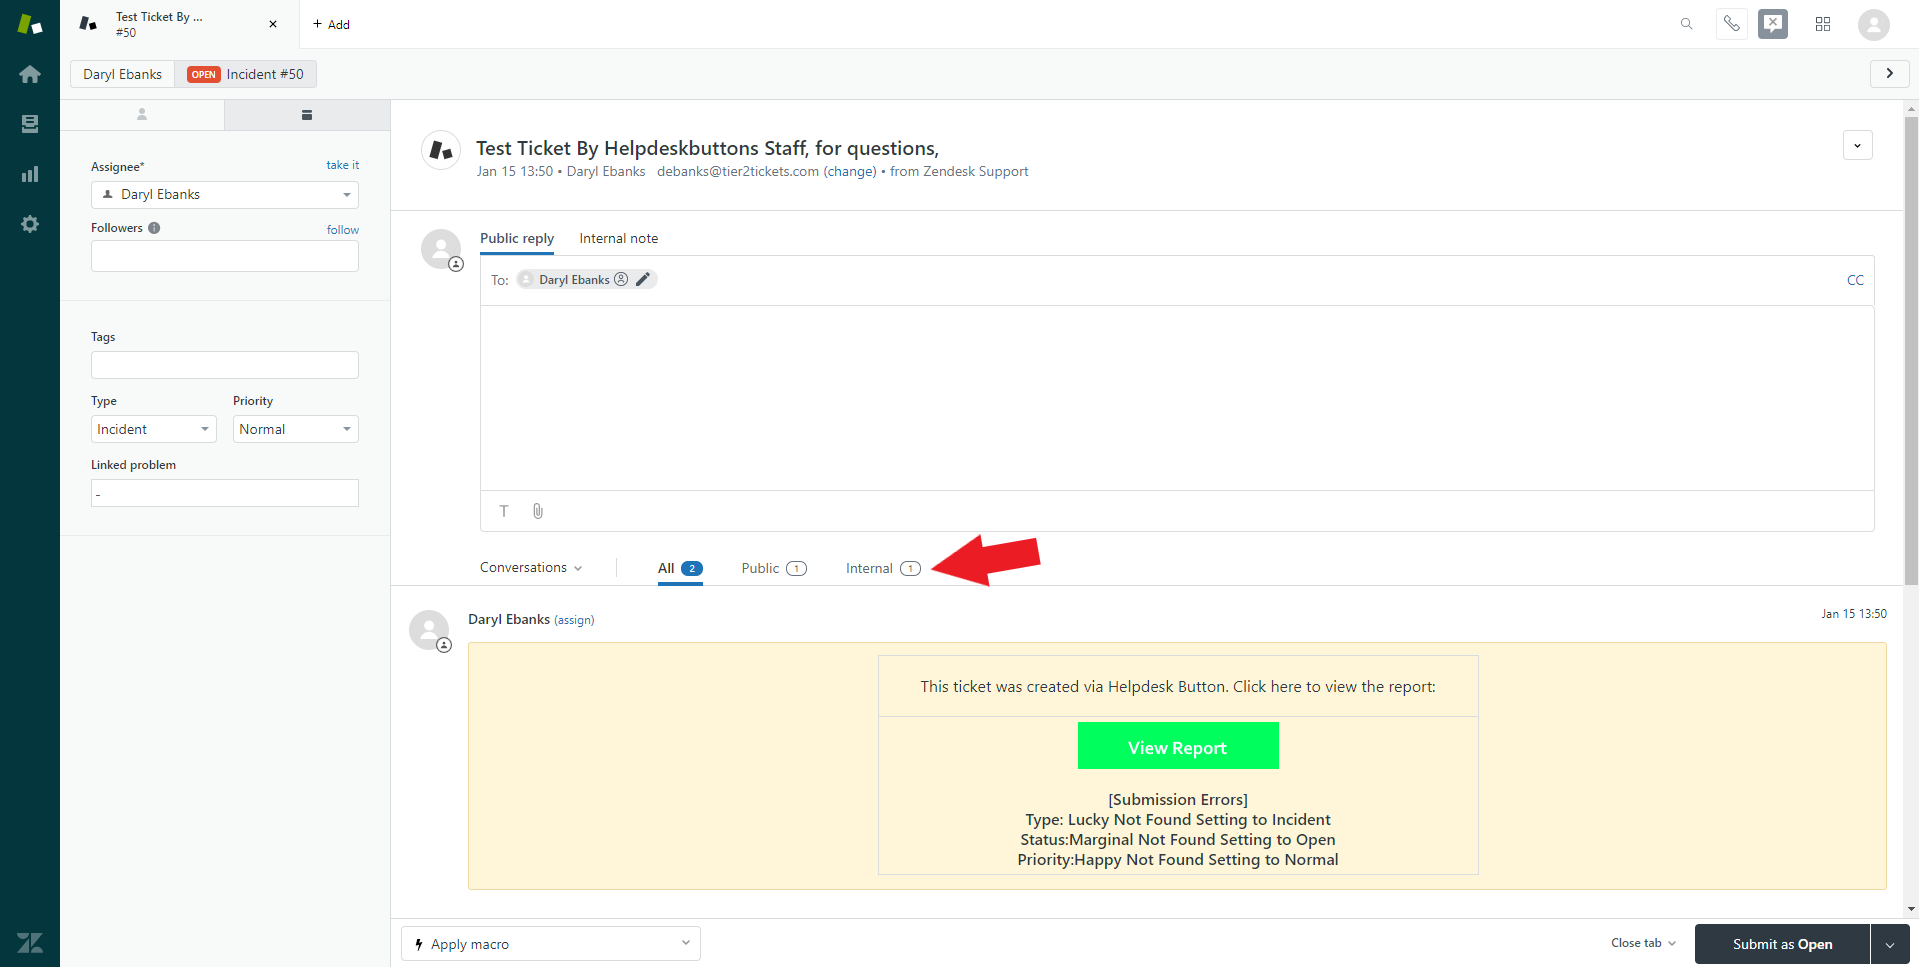 Test Ticket By ...
#50
+ Add
Daryl Ebanks
OPEN Incident #50
Assignee*
take it
Daryl Ebanks
Followers
follow
Tags
Type
Priority
Incident
Normal
Linked problem
-
Test Ticket By Helpdeskbuttons Staff, for questions,
Jan 15 13:50 • Daryl Ebanks debanks@tier2tickets.com (change) • from Zendesk Support
Public reply
Internal note
To: Daryl Ebanks
CC
T
Conversations
All 2
Public 1
Internal 1
Daryl Ebanks (assign)
Jan 15 13:50
This ticket was created via Helpdesk Button. Click here to view the report:
View Report
[Submission Errors]
Type: Lucky Not Found Setting to Incident
Status:Marginal Not Found Setting to Open
Priority:Happy Not Found Setting to Normal
Apply macro
Close tab
Submit as Open